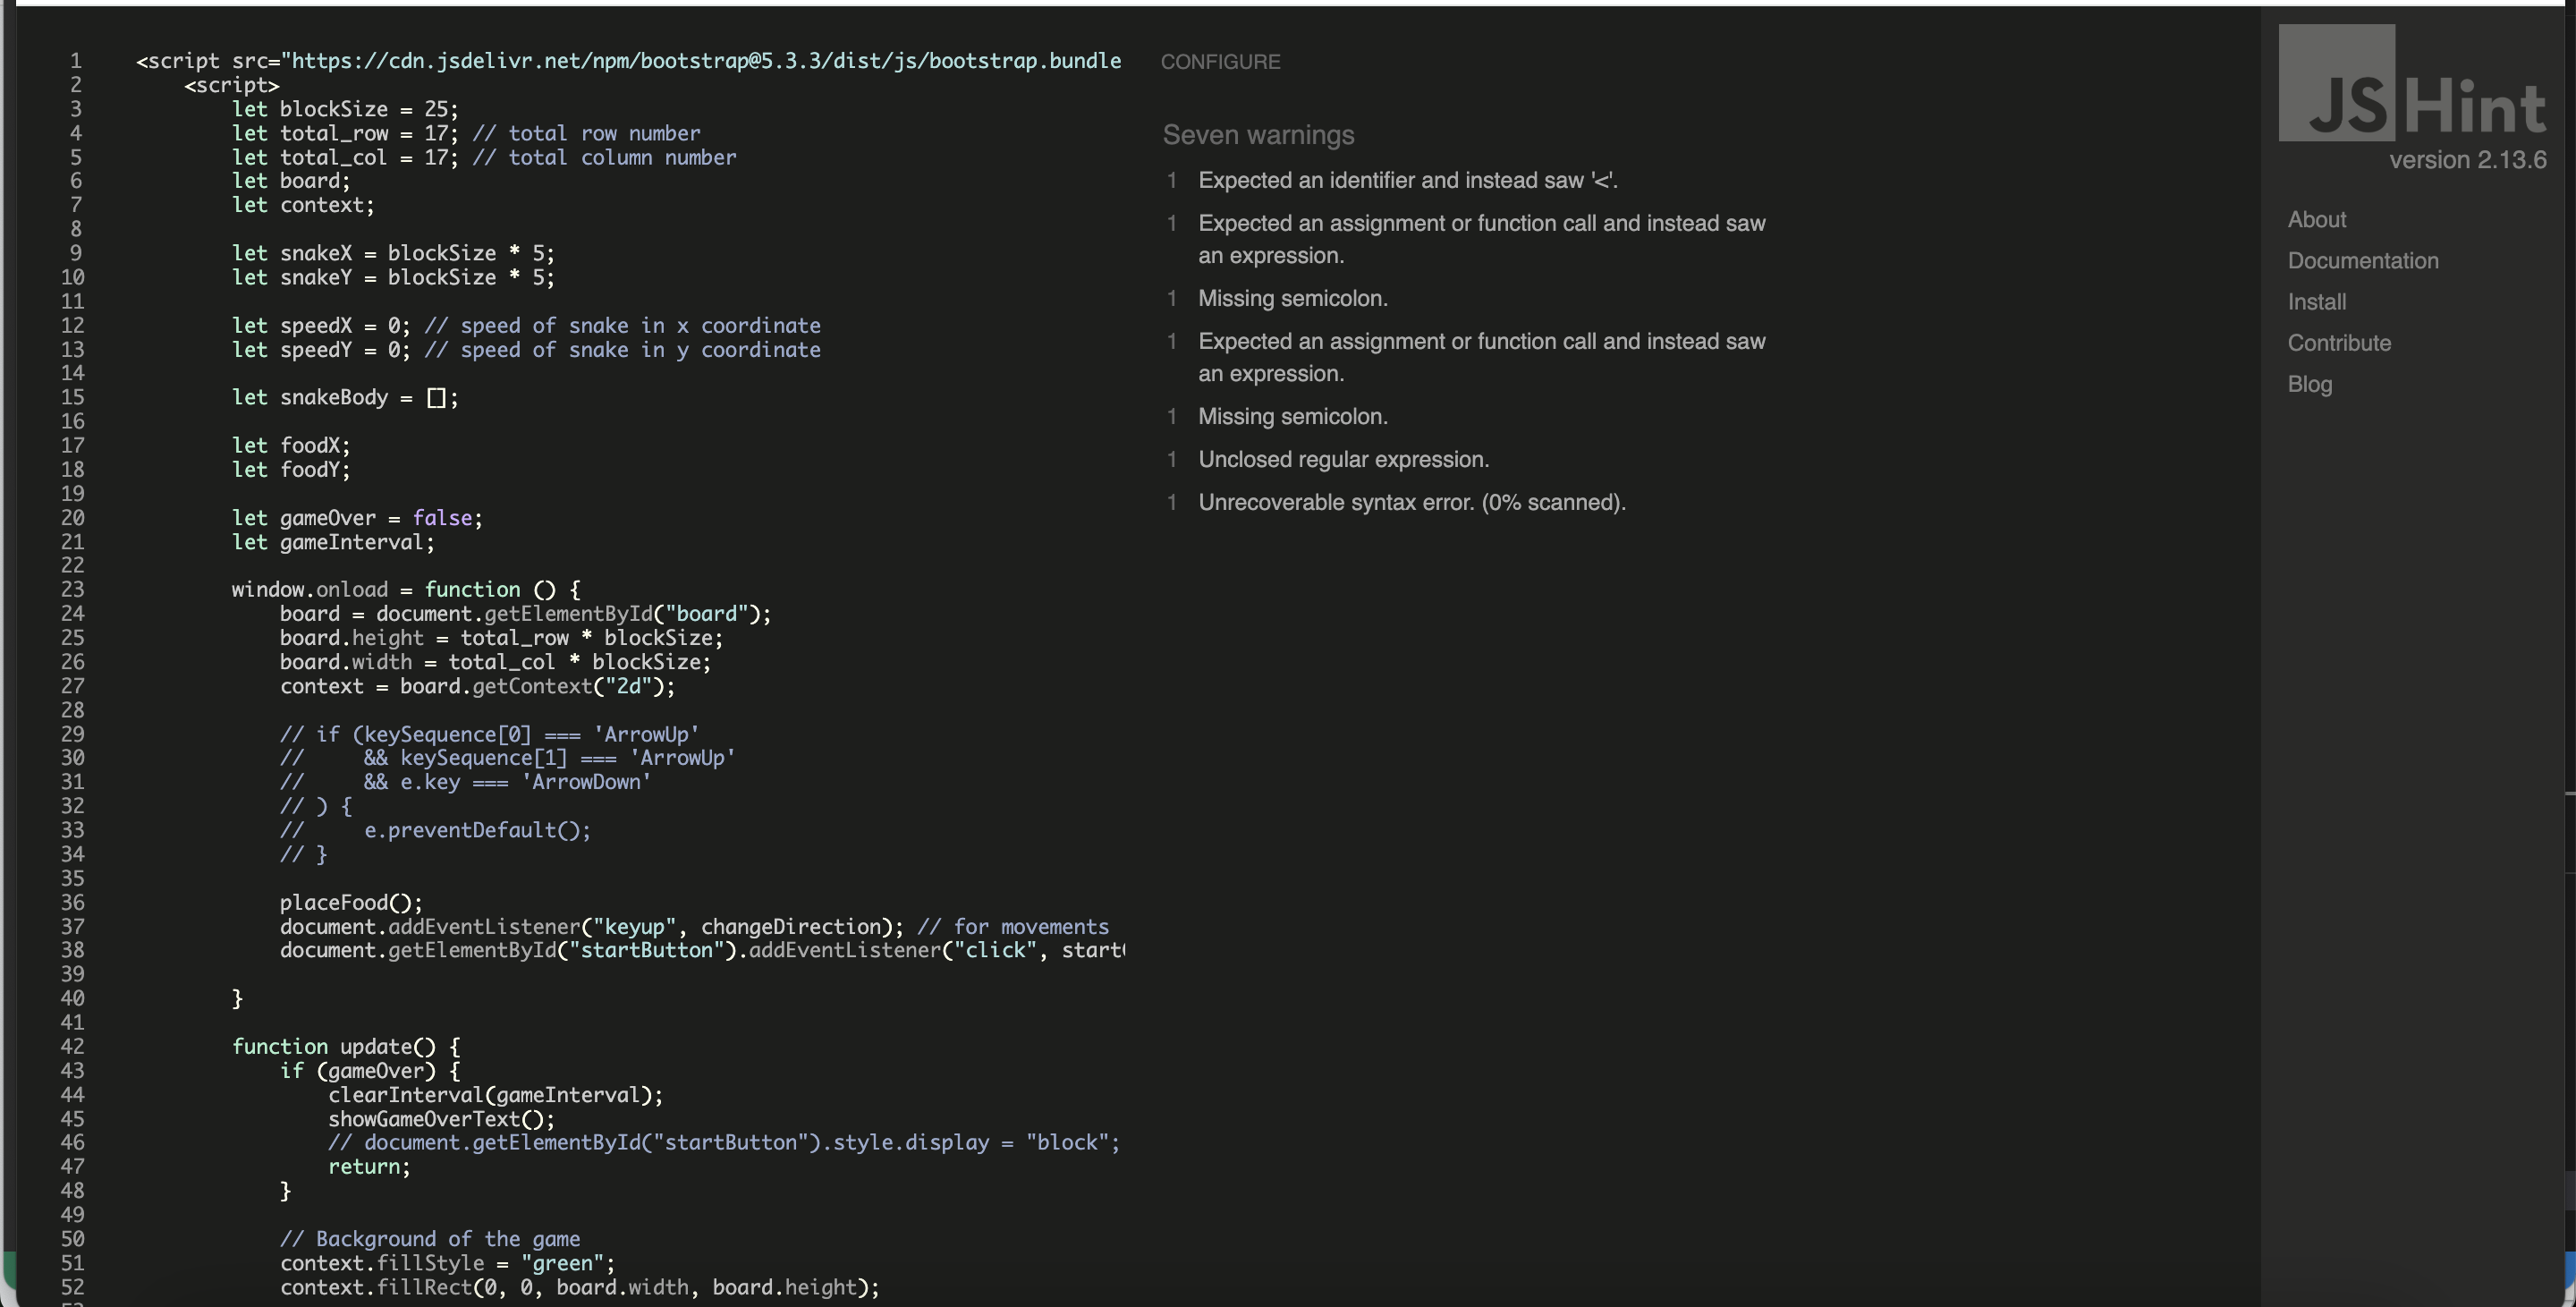 1 <script src="https://cdn.jsdelivr.net/npm/bootstrap@5.3.3/dist/js/bootstrap.bundle
2 <script>
3 let blockSize = 25;
4 let total_row = 17; // total row number
5 let total_col = 17; // total column number
6 let board;
7 let context;
8
9 let snakeX = blockSize * 5;
10 let snakeY = blockSize * 5;
11
12 let speedX = 0; // speed of snake in x coordinate
13 let speedY = 0; // speed of snake in y coordinate
14
15 let snakeBody = [];
16
17 let foodX;
18 let foodY;
19
20 let gameOver = false;
21 let gameInterval;
22
23 window.onload = function () {
24 board = document.getElementById("board");
25 board.height = total_row * blockSize;
26 board.width = total_col * blockSize;
27 context = board.getContext("2d");
28
29 // if (keySequence[0] === 'ArrowUp'
30 // && keySequence[1] === 'ArrowUp'
31 // && e.key === 'ArrowDown'
32 // ) {
33 // e.preventDefault();
34 // }
35
36 placeFood();
37 document.addEventListener("keyup", changeDirection); // for movements
38 document.getElementById("startButton").addEventListener("click", start
39
40 }
41
42 function update() {
43 if (gameOver) {
44 clearInterval(gameInterval);
45 showGameOverText();
46 // document.getElementById("startButton").style.display = "block";
47 return;
48 }
49
50 // Background of the game
51 context.fillStyle = "green";
52 context.fillRect(0, 0, board.width, board.height);
CONFIGURE
Seven warnings
1 Expected an identifier and instead saw '<'.
1 Expected an assignment or function call and instead saw
an expression.
1 Missing semicolon.
1 Expected an assignment or function call and instead saw
an expression.
1 Missing semicolon.
1 Unclosed regular expression.
1 Unrecoverable syntax error. (0% scanned).
JSHint
version 2.13.6
About
Documentation
Install
Contribute
Blog